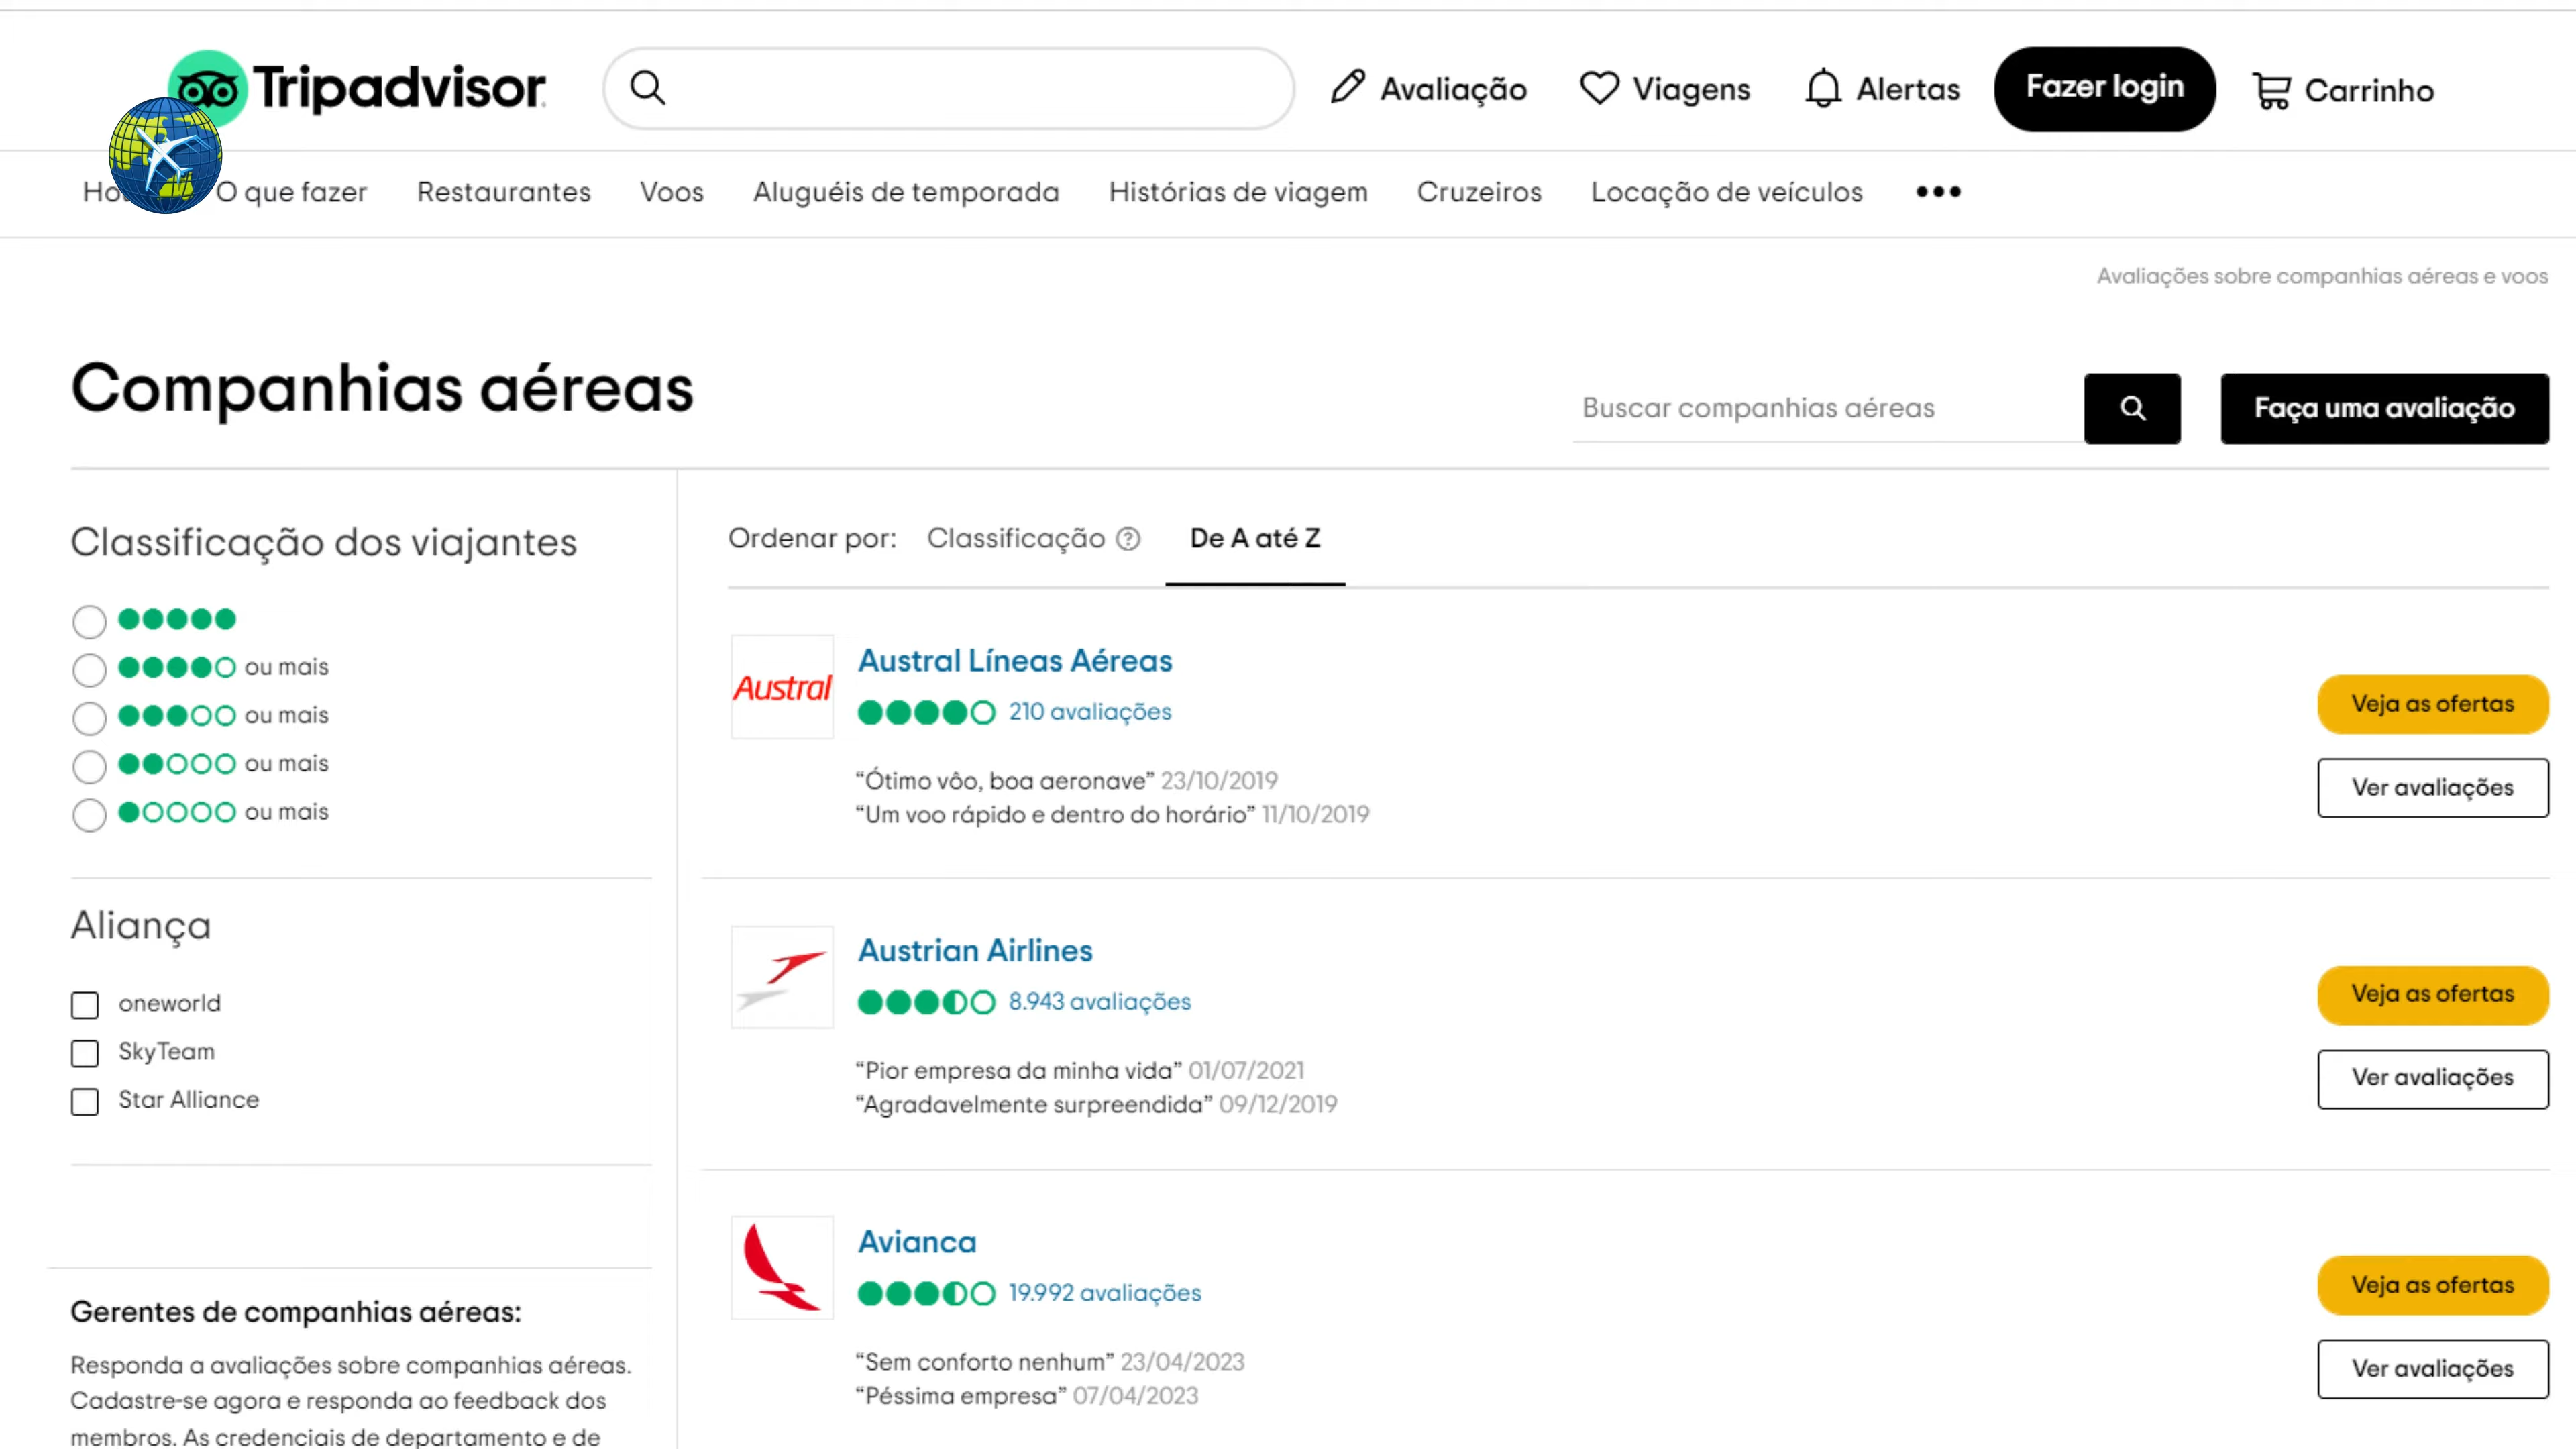 Tripadvisor
Avaliação
Viagens
Alertas
Fazer login
Carrinho
O que fazer
Restaurantes
Voos
Aluguéis de temporada
Histórias de viagem
Cruzeiros
Locação de veículos
Avaliações sobre companhias aéreas e voos
Companhias aéreas
Buscar companhias aéreas
Faça uma avaliação
Classificação dos viajantes
ou mais
ou mais
ou mais
ou mais
Aliança
oneworld
SkyTeam
Star Alliance
Gerentes de companhias aéreas:
Responda a avaliações sobre companhias aéreas.
Cadastre-se agora e responda ao feedback dos
membros. As credenciais de departamento e de
Ordenar por: Classificação ? De A até Z
Austral
Austral Líneas Aéreas
210 avaliações
“Ótimo vôo, boa aeronave” 23/10/2019
“Um voo rápido e dentro do horário” 11/10/2019
Veja as ofertas
Ver avaliações
Austrian Airlines
8.943 avaliações
“Pior empresa da minha vida” 01/07/2021
“Agradavelmente surpreendida” 09/12/2019
Veja as ofertas
Ver avaliações
Avianca
19.992 avaliações
“Sem conforto nenhum” 23/04/2023
“Péssima empresa” 07/04/2023
Veja as ofertas
Ver avaliações